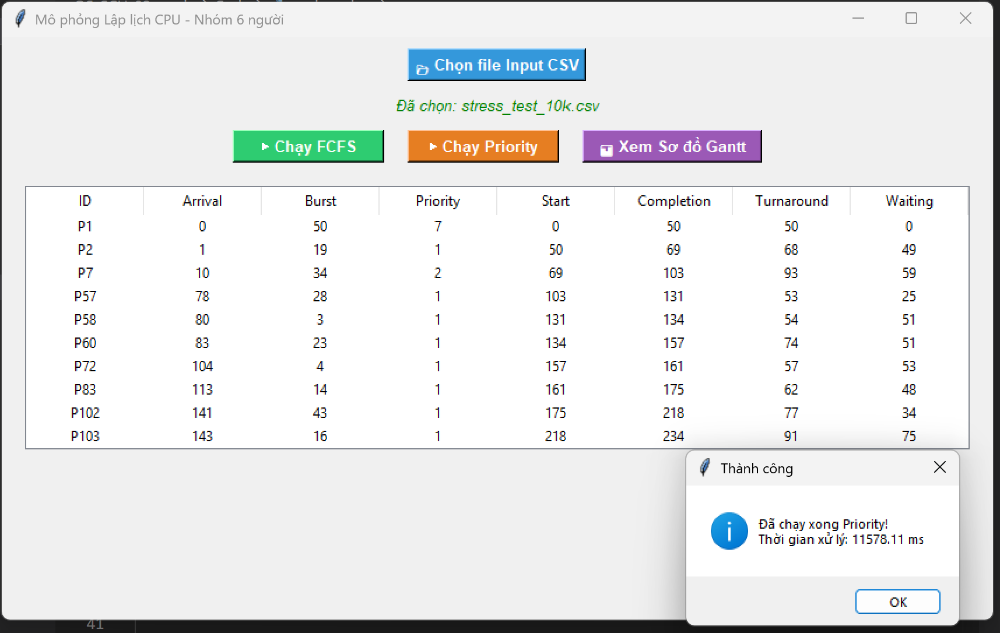 Mô phỏng Lập lịch CPU - Nhóm 6 người
Chọn file Input CSV
Đã chọn: stress_test_10k.csv
Chạy FCFS Chạy Priority Xem Sơ đồ Gantt
ID Arrival Burst Priority Start Completion Turnaround Waiting
P1 0 50 7 0 50 50 0
P2 1 19 1 50 69 68 49
P7 10 34 2 69 103 93 59
P57 78 28 1 103 131 53 25
P58 80 3 1 131 134 54 51
P60 83 23 1 134 157 74 51
P72 104 4 1 157 161 57 53
P83 113 14 1 161 175 62 48
P102 141 43 1 175 218 77 34
P103 143 16 1 218 234 91 75
Thành công
Đã chạy xong Priority!
Thời gian xử lý: 11578.11 ms
OK
41